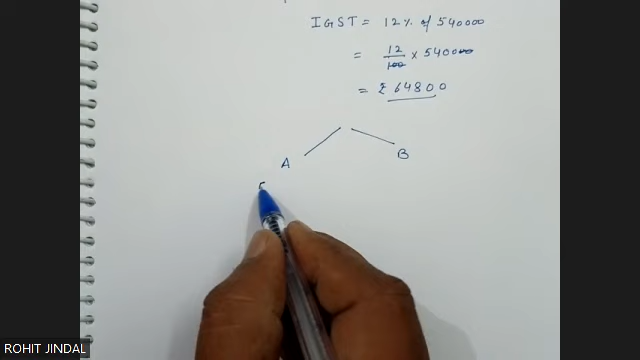 IGST = 12% of 540000
= 12/100 × 540000
= ₹ 64800
A B
ROHIT JINDAL